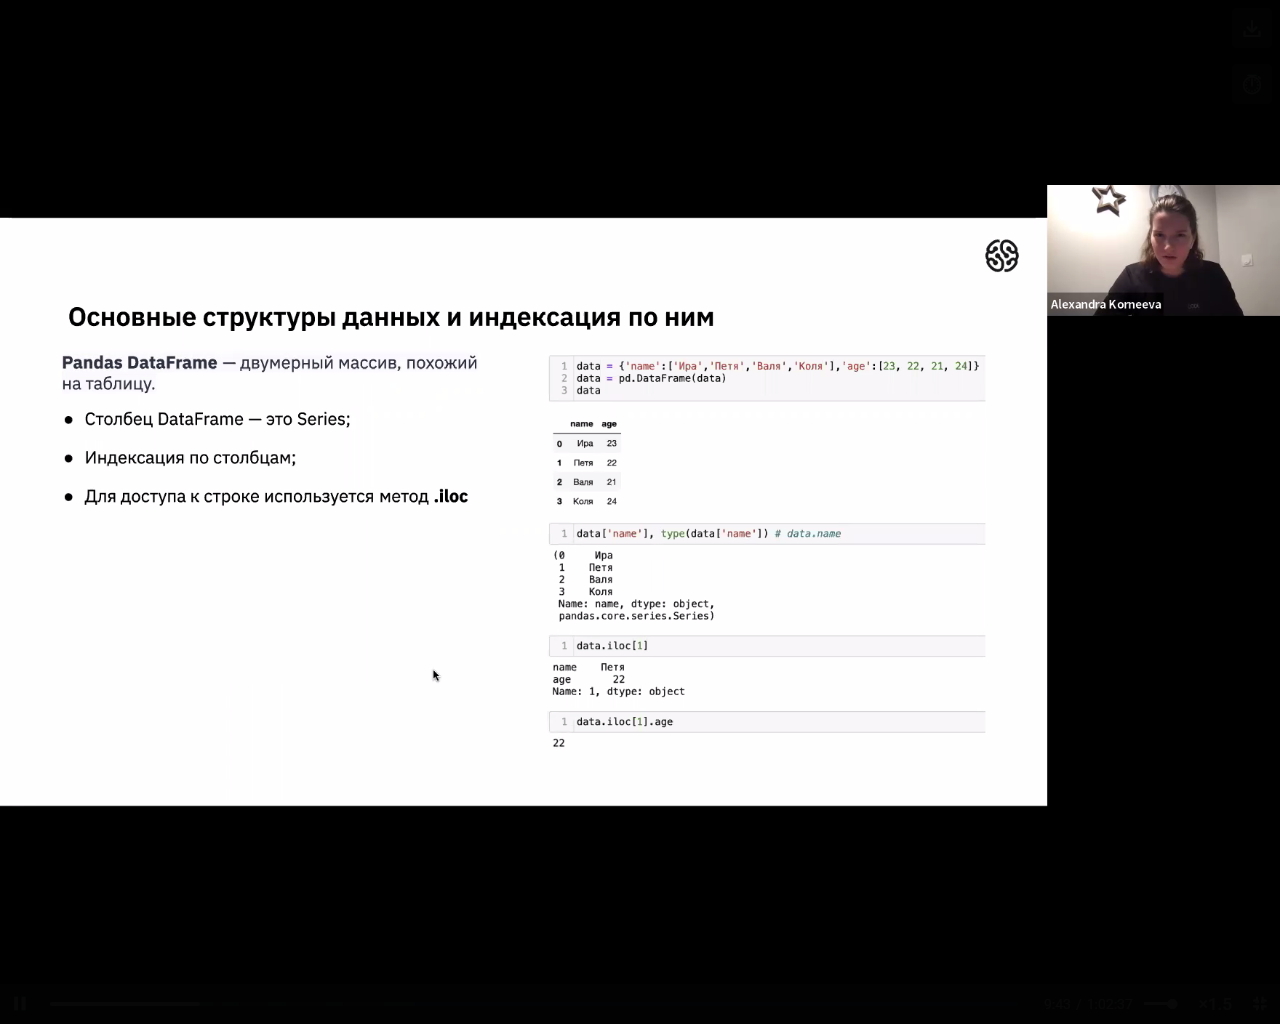 Основные структуры данных и индексация по ним
Pandas DataFrame — двумерный массив, похожий
на таблицу.
● Столбец DataFrame — это Series;
● Индексация по столбцам;
● Для доступа к строке используется метод .iloc
1 data = {'name':['Ира','Петя','Валя','Коля'],'age':[23, 22, 21, 24]}
2 data = pd.DataFrame(data)
3 data
name age
0 Ира 23
1 Петя 22
2 Валя 21
3 Коля 24
1 data['name'], type(data['name']) # data.name
(0 Ира
1 Петя
2 Валя
3 Коля
Name: name, dtype: object,
pandas.core.series.Series)
1 data.iloc[1]
name Петя
age 22
Name: 1, dtype: object
1 data.iloc[1].age
22
Alexandra Korneeva